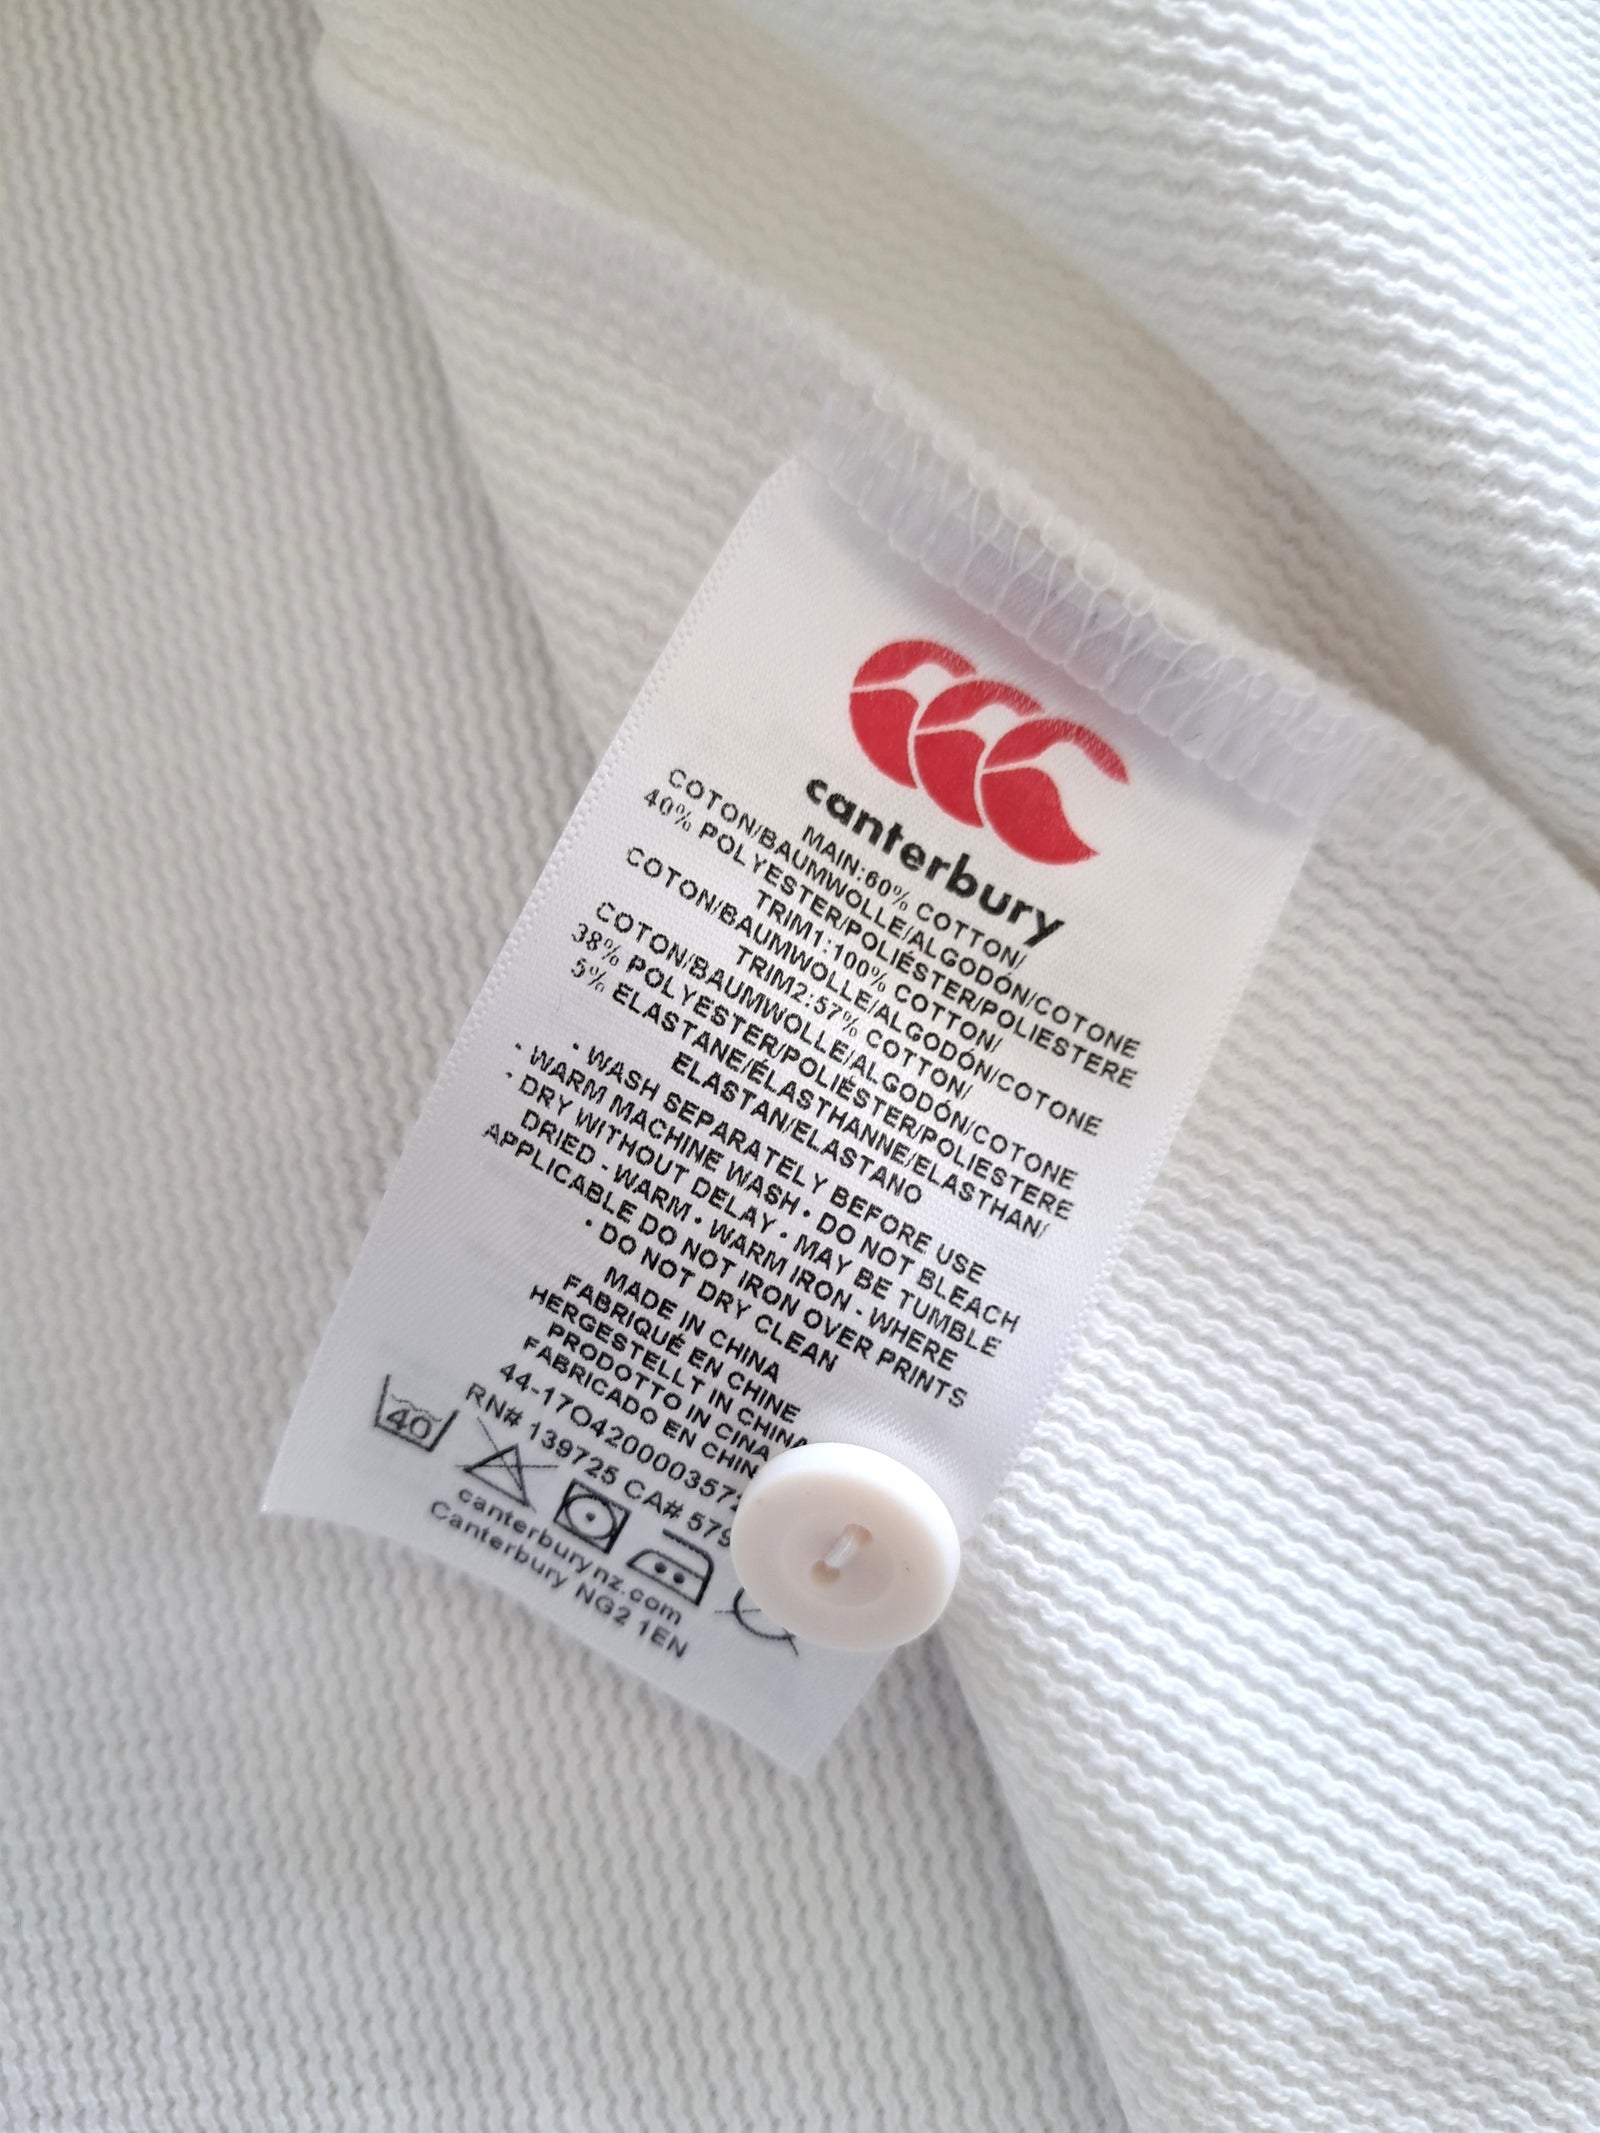 canterbury
MAIN:60% COTTON/
COTON/BAUMWOLLE/ALGODÓN/COTONE
40% POLYESTER/POLIÉSTER/POLIESTERE
TRIM1:100% COTTON/
COTON/BAUMWOLLE/ALGODÓN/COTONE
TRIM2:57% COTTON/
COTON/BAUMWOLLE/ALGODÓN/COTONE
38% POLYESTER/POLIÉSTER/POLIESTERE
5% ELASTANE/ÉLASTHANNE/ELASTHAN/
ELASTAN/ELASTANO
• WASH SEPARATELY BEFORE USE
• WARM MACHINE WASH • DO NOT BLEACH
• DRY WITHOUT DELAY • MAY BE TUMBLE
DRIED - WARM • WARM IRON - WHERE
APPLICABLE DO NOT IRON OVER PRINTS
• DO NOT DRY CLEAN
MADE IN CHINA
FABRIQUÉ EN CHINE
HERGESTELLT IN CHINA
PRODOTTO IN CINA
FABRICADO EN CHIN
44-17O420000357
RN# 139725 CA# 579
40
canterburynz.com
Canterbury NG2 1EN